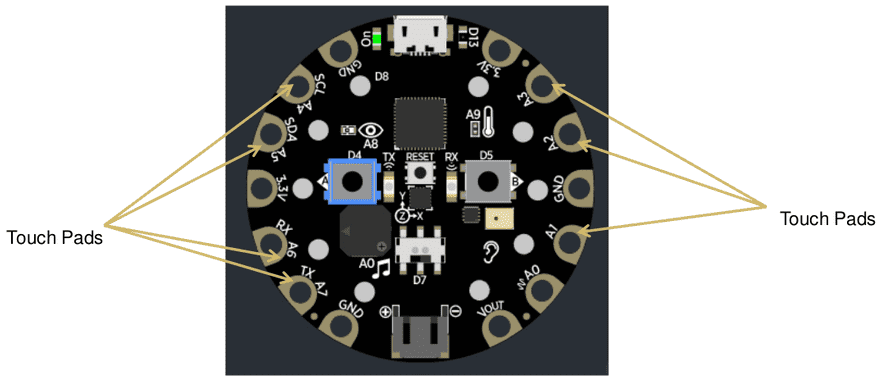 On
D13
GND
3.3V
D8
SCL A4
A3
SDA A5
A8
A9
A2
D4
TX
RESET
RX
D5
A
B
3.3V
GND
Y
Z
X
Touch Pads
Touch Pads
RX A6
A1
A0
D7
TX A7
A0
GND
VOUT